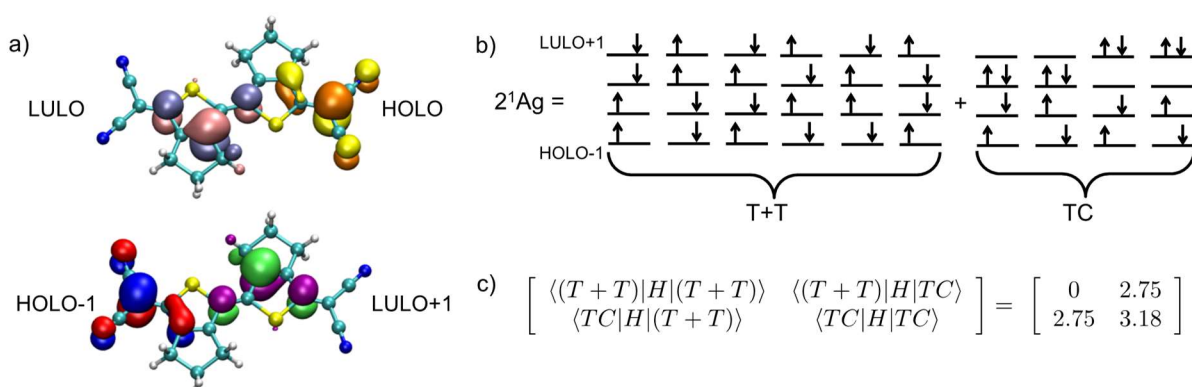 a)
LULO
HOLO
HOLO-1
LULO+1
b)
LULO+1
2¹Ag = +
HOLO-1
T+T
TC
c) [ ⟨(T + T)|H|(T + T)⟩ ⟨(T + T)|H|TC⟩ ] = [ 0 2.75 ]
[ ⟨TC|H|(T + T)⟩ ⟨TC|H|TC⟩ ] [ 2.75 3.18 ]